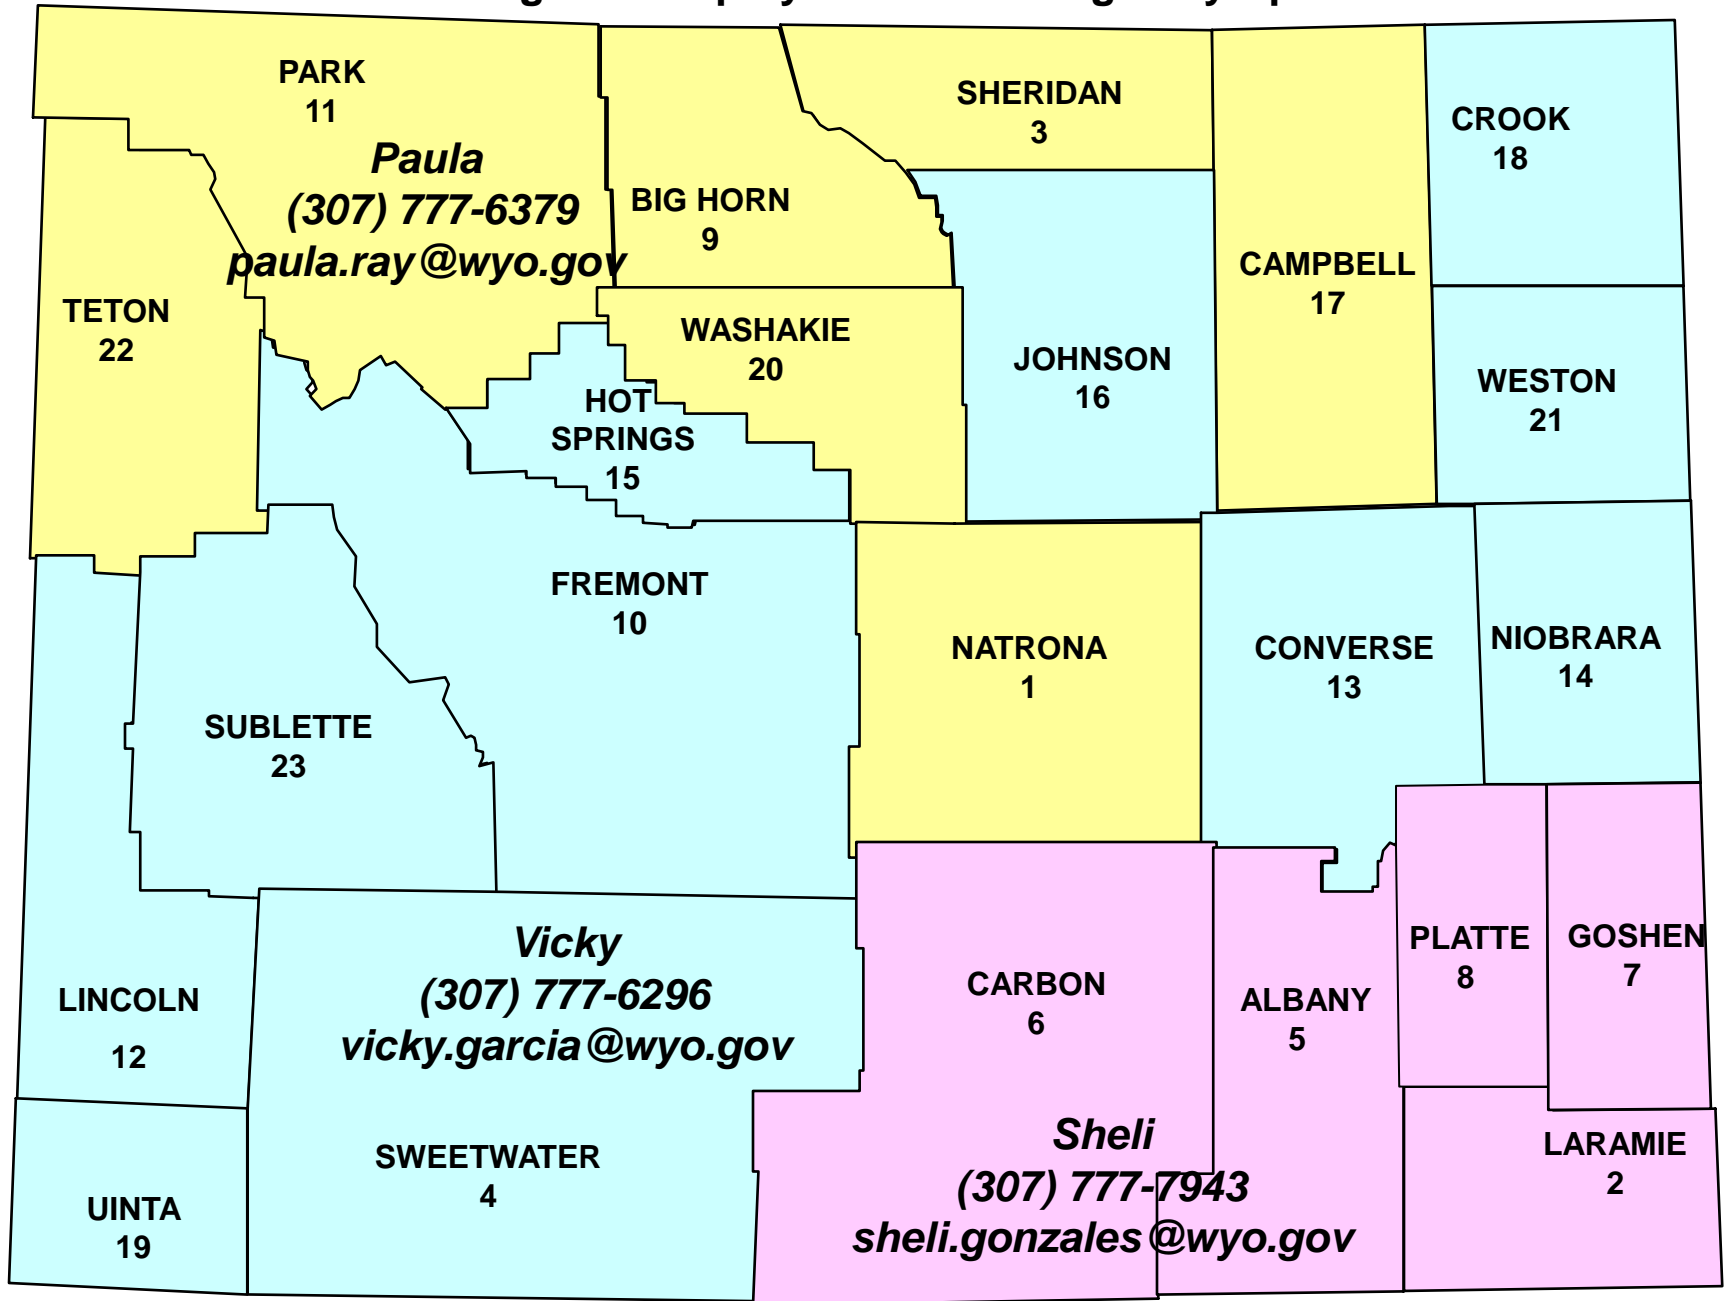 PARK
11
Paula
(307) 777-6379
paula.ray@wyo.gov
BIG HORN
9
SHERIDAN
3
CROOK
18
CAMPBELL
17
TETON
22
WASHAKIE
20
JOHNSON
16
WESTON
21
HOT
SPRINGS
15
FREMONT
10
NATRONA
1
CONVERSE
13
NIOBRARA
14
SUBLETTE
23
Vicky
(307) 777-6296
vicky.garcia@wyo.gov
LINCOLN
12
CARBON
6
ALBANY
5
PLATTE
8
GOSHEN
7
SWEETWATER
4
UINTA
19
Sheli
(307) 777-7943
sheli.gonzales@wyo.gov
LARAMIE
2